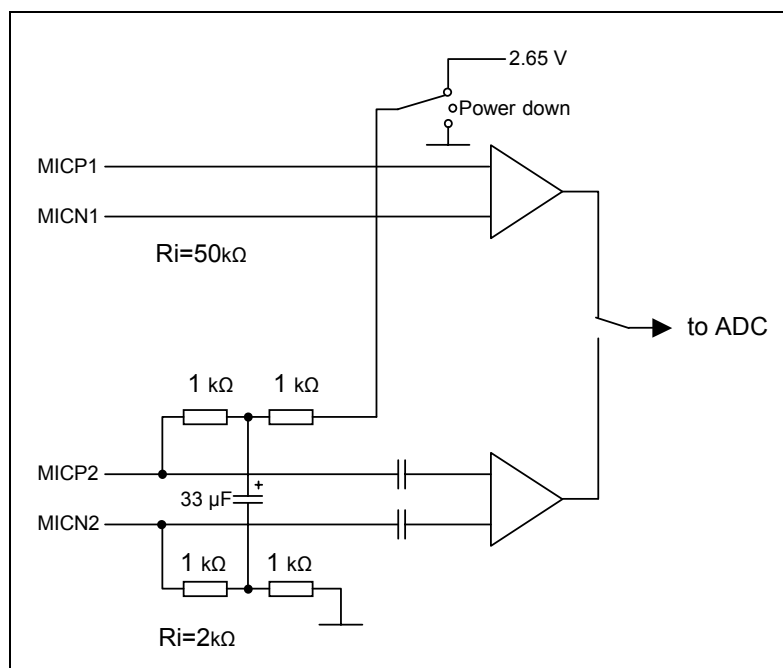 2.65 V
Power down
MICP1
MICN1
Ri=50kΩ
to ADC
1 kΩ 1 kΩ
MICP2
+
33 µF
MICN2
1 kΩ 1 kΩ
Ri=2kΩ